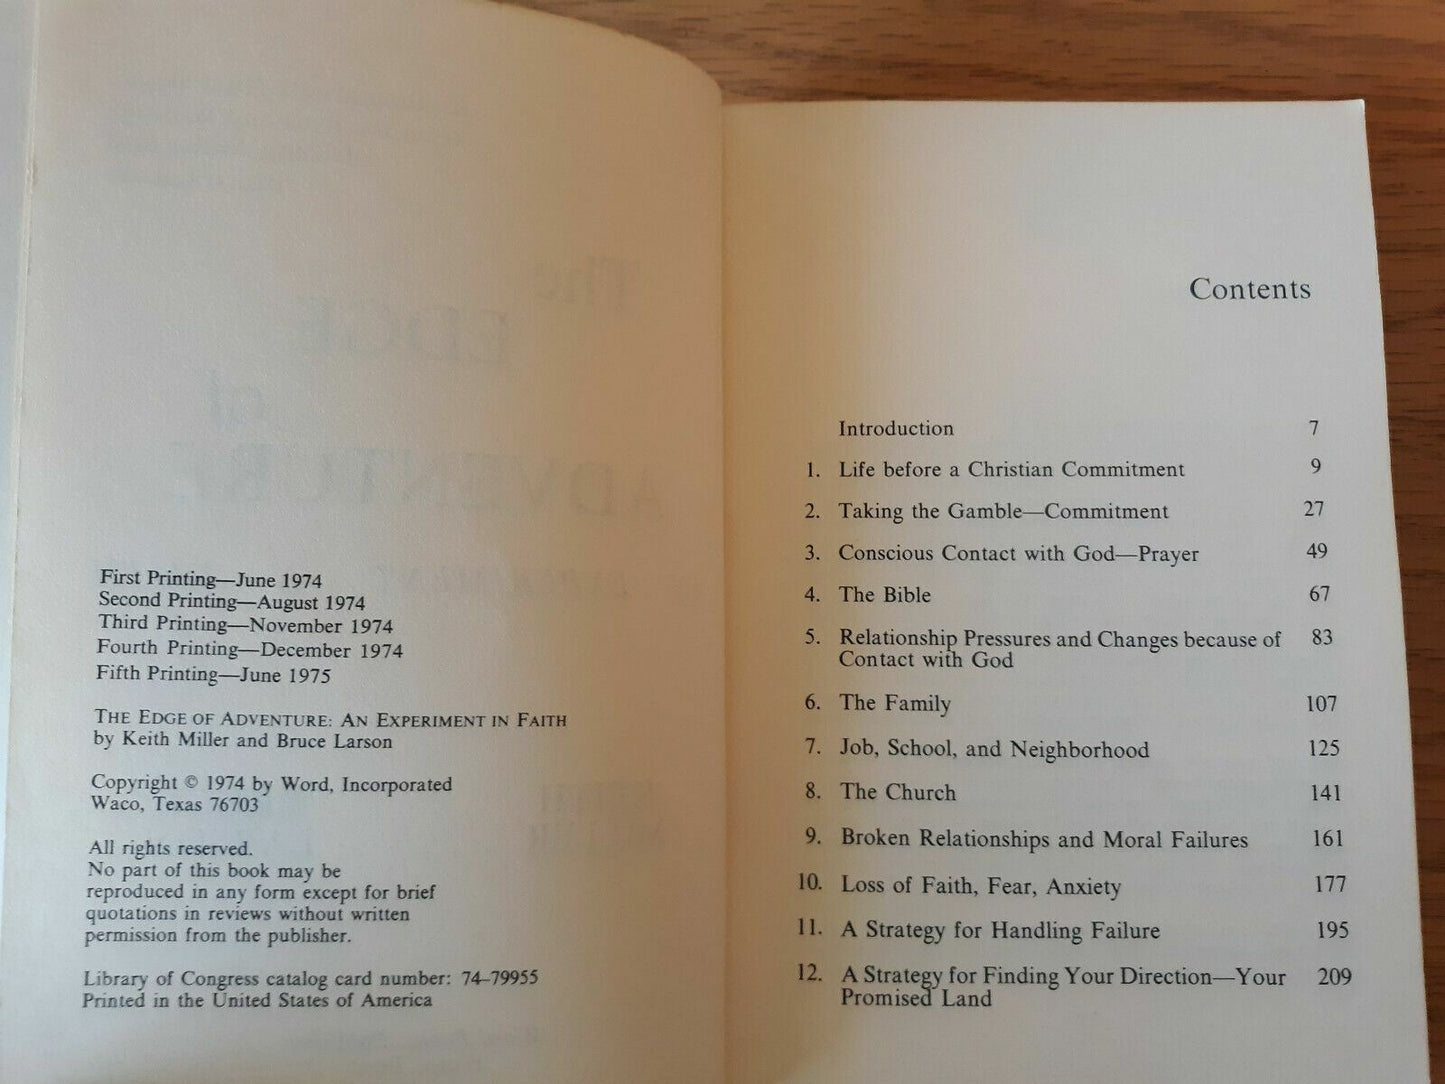 First Printing—June 1974
Second Printing—August 1974
Third Printing—November 1974
Fourth Printing—December 1974
Fifth Printing—June 1975
THE EDGE OF ADVENTURE: AN EXPERIMENT IN FAITH
by Keith Miller and Bruce Larson
Copyright © 1974 by Word, Incorporated
Waco, Texas 76703
All rights reserved.
No part of this book may be
reproduced in any form except for brief
quotations in reviews without written
permission from the publisher.
Library of Congress catalog card number: 74–79955
Printed in the United States of America
Contents
Introduction 7
1. Life before a Christian Commitment 9
2. Taking the Gamble—Commitment 27
3. Conscious Contact with God—Prayer 49
4. The Bible 67
5. Relationship Pressures and Changes because of 83
Contact with God
6. The Family 107
7. Job, School, and Neighborhood 125
8. The Church 141
9. Broken Relationships and Moral Failures 161
10. Loss of Faith, Fear, Anxiety 177
11. A Strategy for Handling Failure 195
12. A Strategy for Finding Your Direction—Your 209
Promised Land